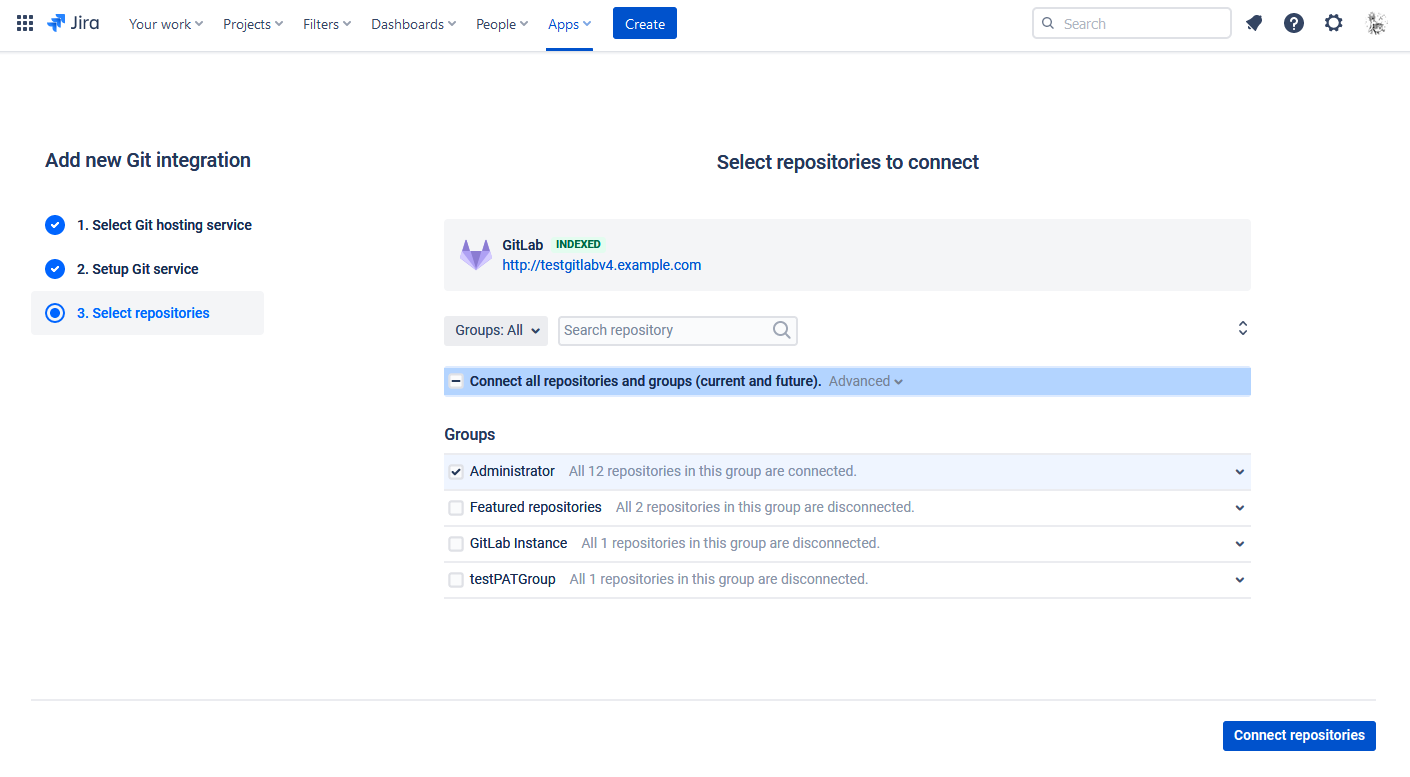 Jira Your work Projects Filters Dashboards People Apps Create Search
Add new Git integration
1. Select Git hosting service
2. Setup Git service
3. Select repositories
Select repositories to connect
GitLab INDEXED
http://testgitlabv4.example.com
Groups: All Search repository
Connect all repositories and groups (current and future). Advanced
Groups
Administrator All 12 repositories in this group are connected.
Featured repositories All 2 repositories in this group are disconnected.
GitLab Instance All 1 repositories in this group are disconnected.
testPATGroup All 1 repositories in this group are disconnected.
Connect repositories